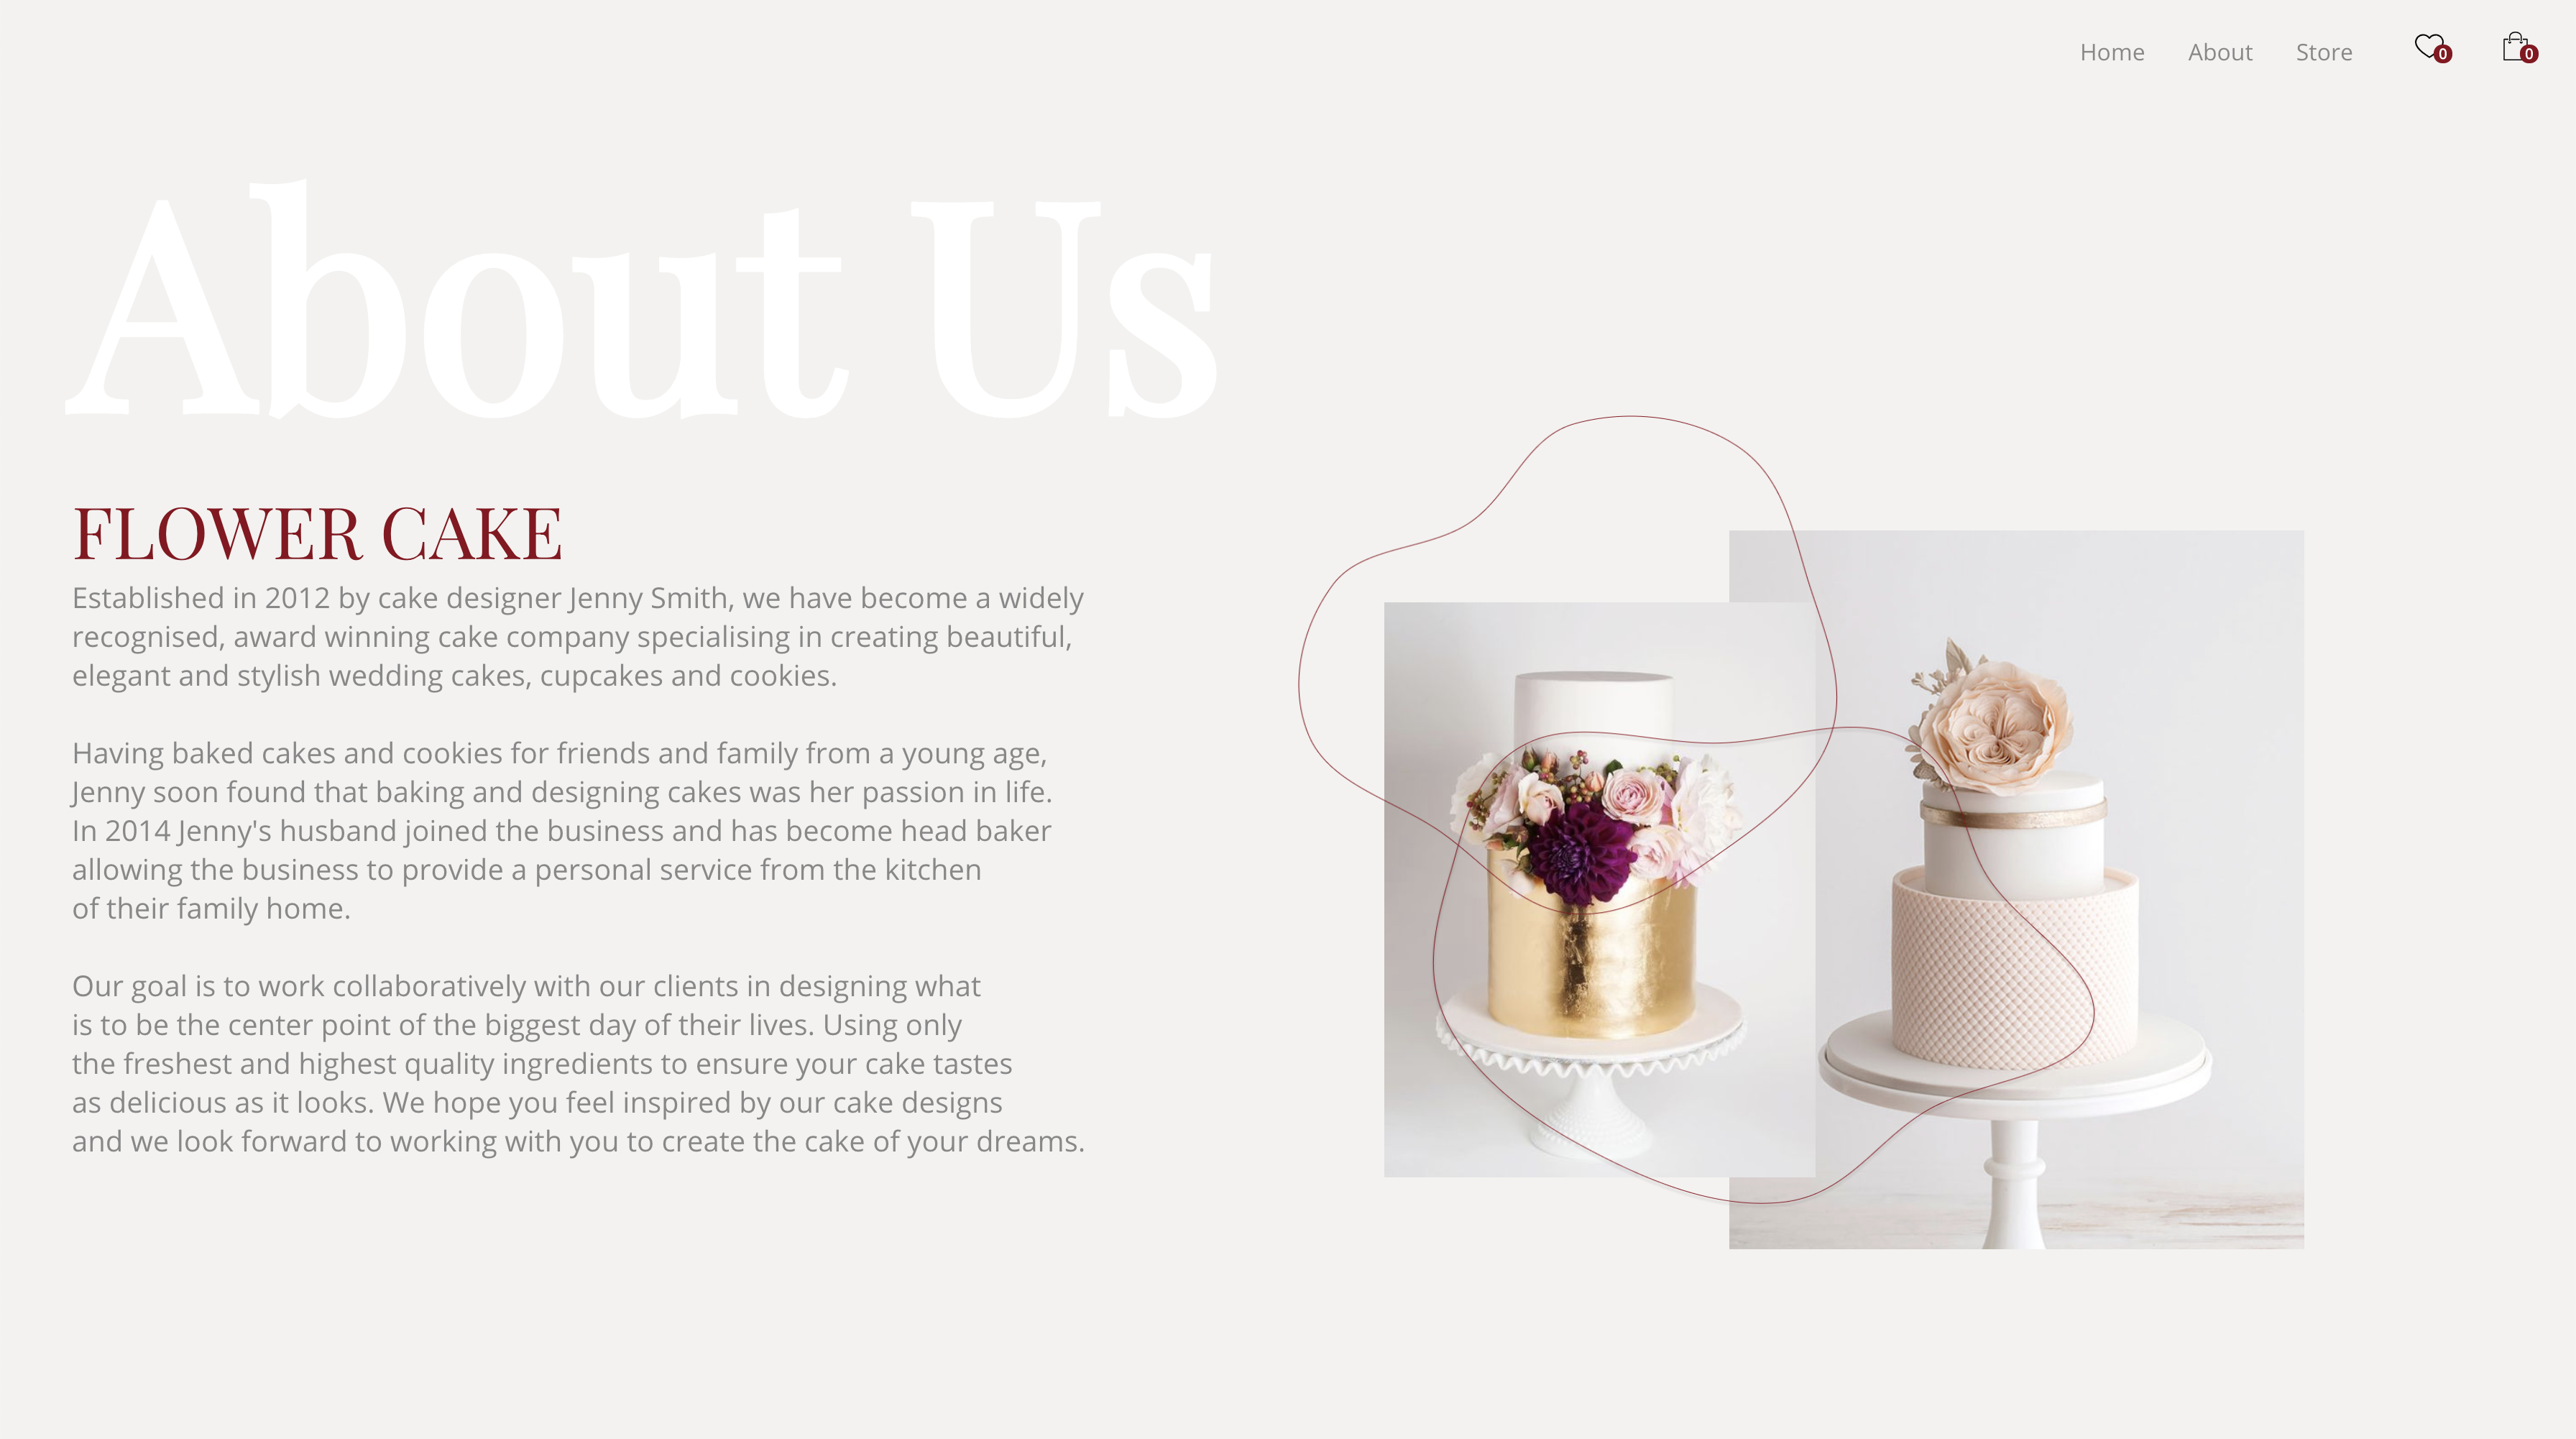 Home About Store 0 0
About Us
FLOWER CAKE
Established in 2012 by cake designer Jenny Smith, we have become a widely
recognised, award winning cake company specialising in creating beautiful,
elegant and stylish wedding cakes, cupcakes and cookies.
Having baked cakes and cookies for friends and family from a young age,
Jenny soon found that baking and designing cakes was her passion in life.
In 2014 Jenny's husband joined the business and has become head baker
allowing the business to provide a personal service from the kitchen
of their family home.
Our goal is to work collaboratively with our clients in designing what
is to be the center point of the biggest day of their lives. Using only
the freshest and highest quality ingredients to ensure your cake tastes
as delicious as it looks. We hope you feel inspired by our cake designs
and we look forward to working with you to create the cake of your dreams.